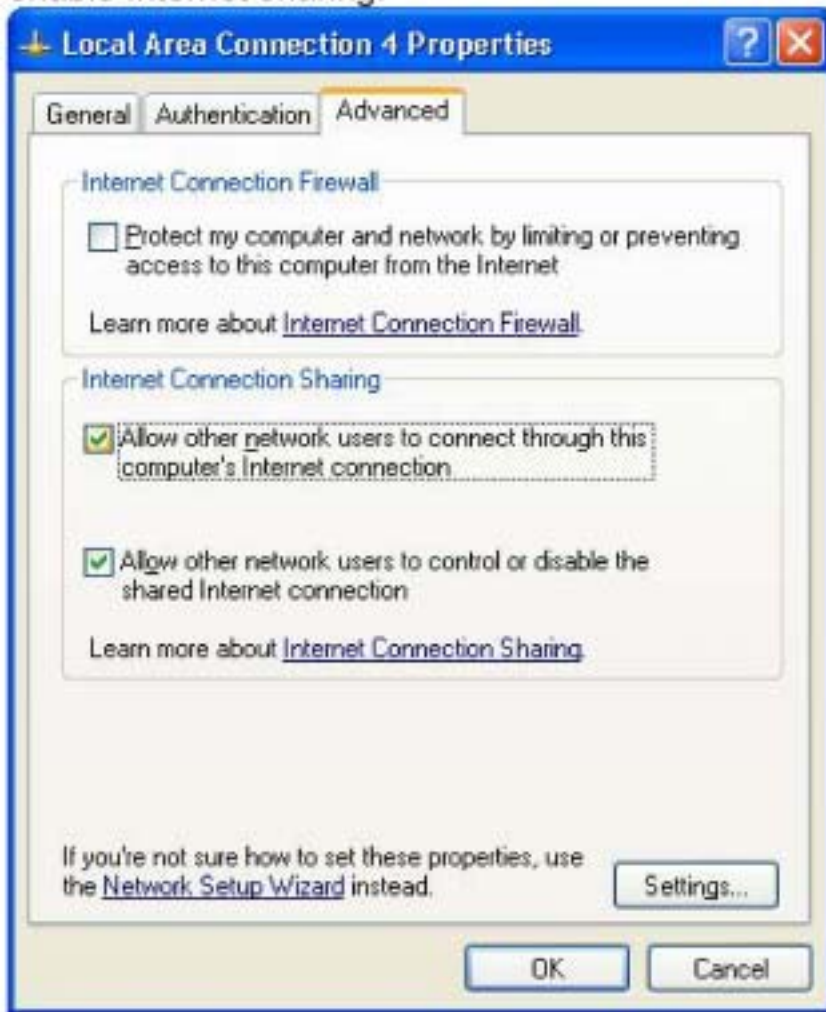 enable Internet sharing.
Local Area Connection 4 Properties
General
Authentication
Advanced
Internet Connection Firewall
Protect my computer and network by limiting or preventing
access to this computer from the Internet
Learn more about Internet Connection Firewall.
Internet Connection Sharing
Allow other network users to connect through this
computer's Internet connection
Allow other network users to control or disable the
shared Internet connection
Learn more about Internet Connection Sharing.
If you're not sure how to set these properties, use
the Network Setup Wizard instead.
Settings...
OK
Cancel